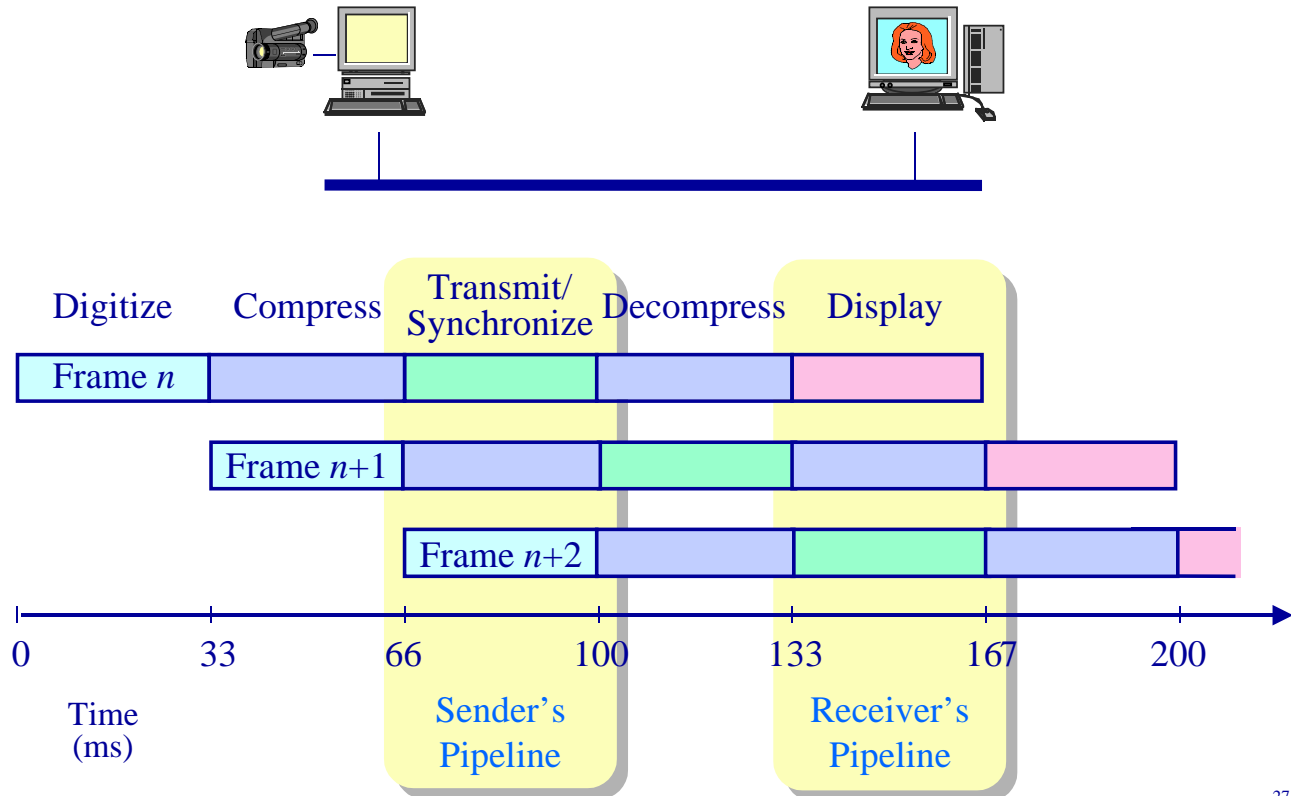 Digitize
Compress
Transmit/
Synchronize
Decompress
Display
Frame n
Frame n+1
Frame n+2
0 33 66 100 133 167 200
Time
(ms)
Sender's
Pipeline
Receiver's
Pipeline
27